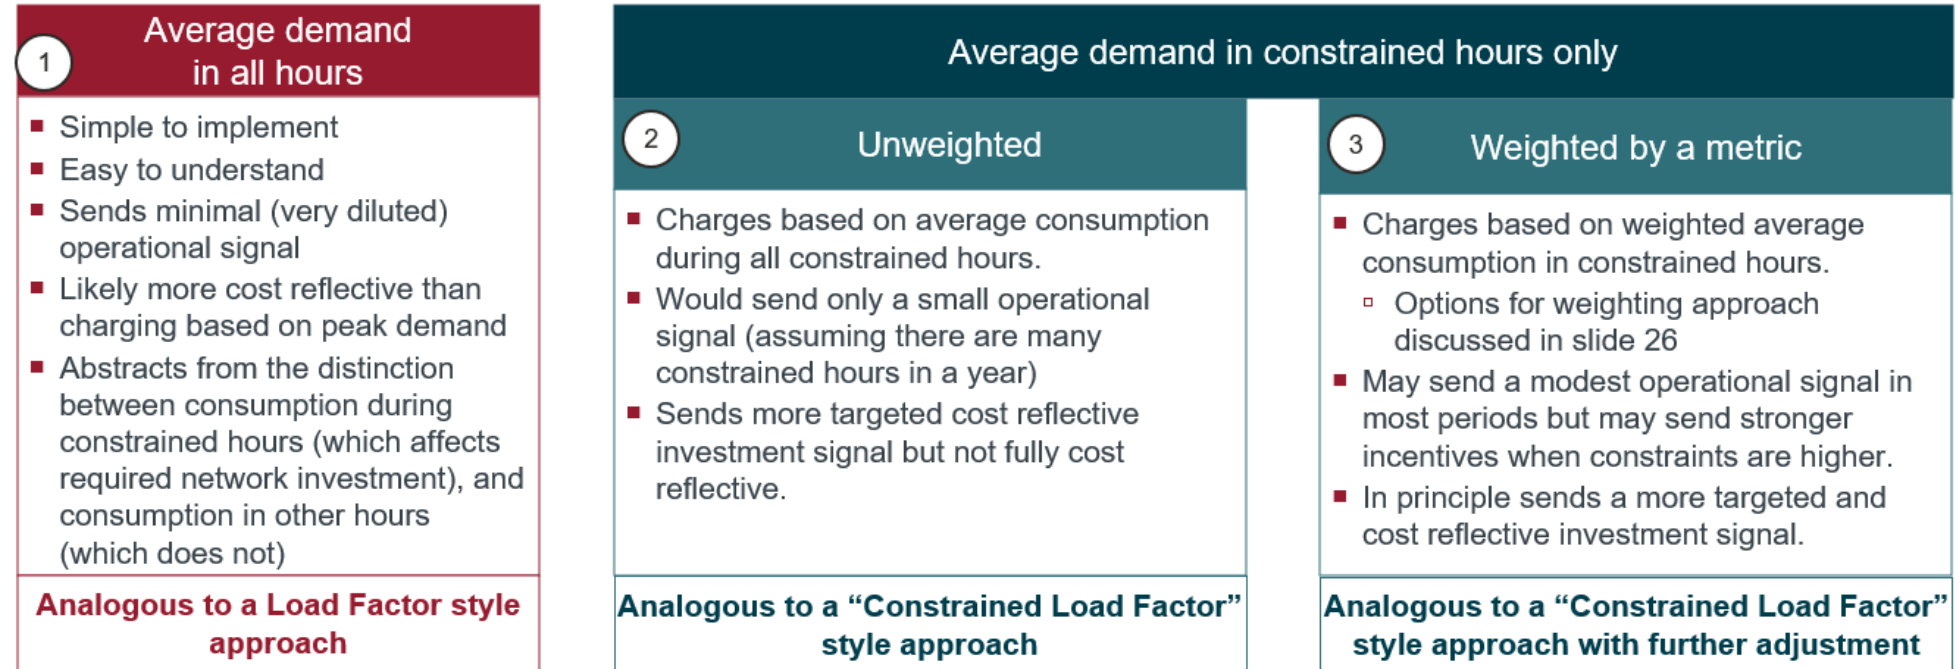 Average demand
in all hours
1
Simple to implement
Easy to understand
Sends minimal (very diluted)
operational signal
Likely more cost reflective than
charging based on peak demand
Abstracts from the distinction
between consumption during
constrained hours (which affects
required network investment), and
consumption in other hours
(which does not)
Analogous to a Load Factor style
approach
Average demand in constrained hours only
2
Unweighted
Charges based on average consumption
during all constrained hours.
Would send only a small operational
signal (assuming there are many
constrained hours in a year)
Sends more targeted cost reflective
investment signal but not fully cost
reflective.
Analogous to a “Constrained Load Factor”
style approach
3
Weighted by a metric
Charges based on weighted average
consumption in constrained hours.
Options for weighting approach
discussed in slide 26
May send a modest operational signal in
most periods but may send stronger
incentives when constraints are higher.
In principle sends a more targeted and
cost reflective investment signal.
Analogous to a “Constrained Load Factor”
style approach with further adjustment